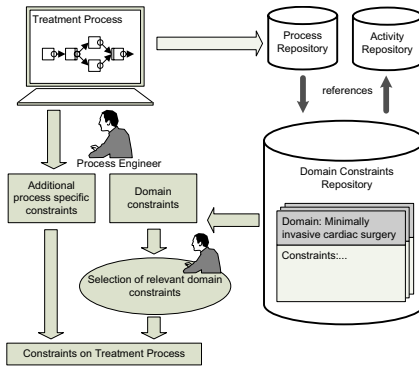 Treatment Process
Process
Repository
Activity
Repository
references
Process Engineer
Additional
process specific
constraints
Domain
constraints
Domain Constraints
Repository
Domain: Minimally
invasive cardiac surgery
Constraints:...
Selection of relevant domain
constraints
Constraints on Treatment Process